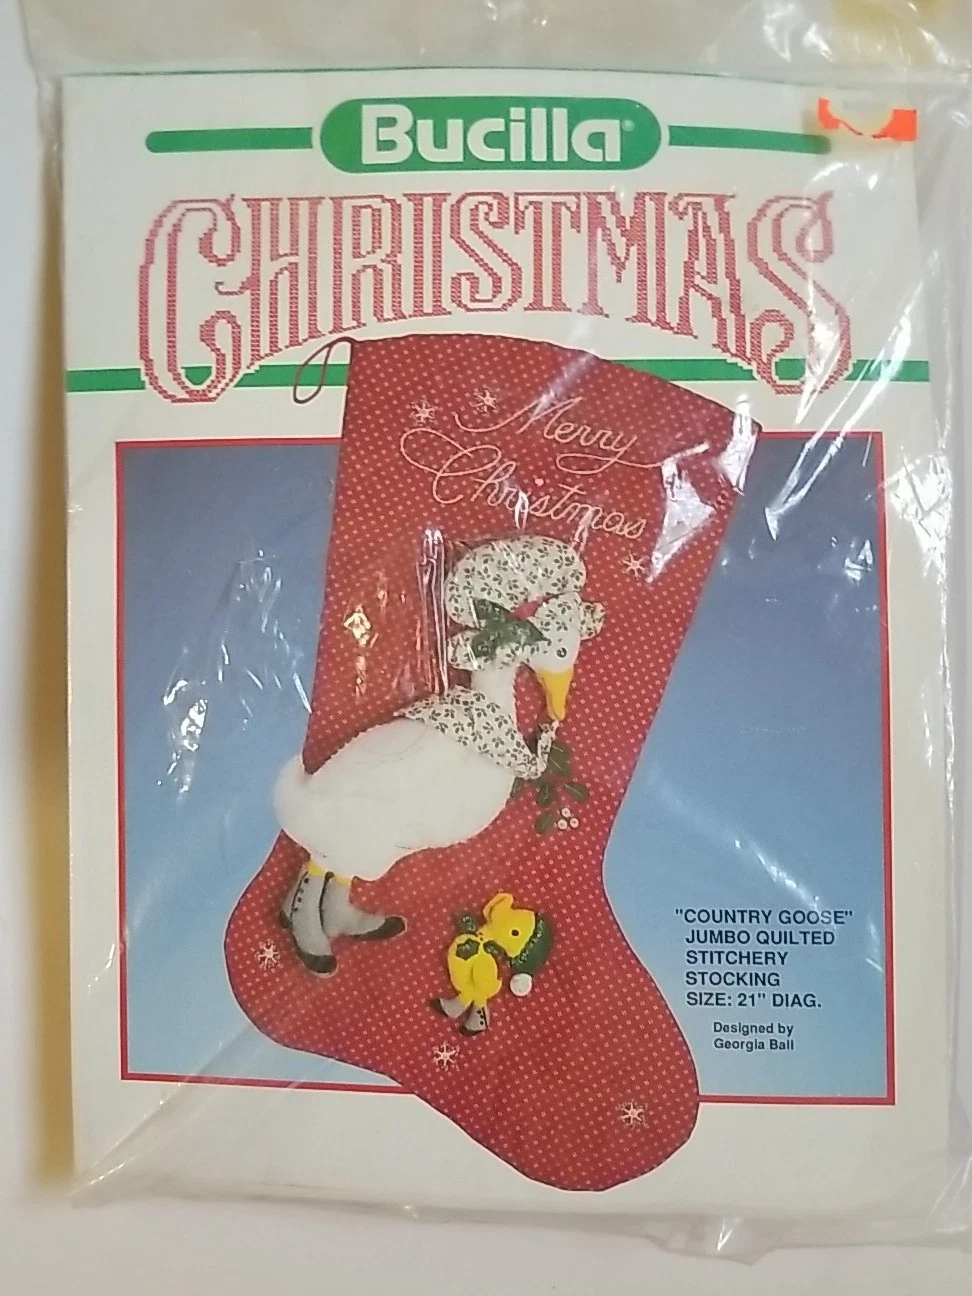 Bucilla®
CHRISTMAS
Merry
Christmas
"COUNTRY GOOSE"
JUMBO QUILTED
STITCHERY
STOCKING
SIZE: 21" DIAG.
Designed by
Georgia Ball